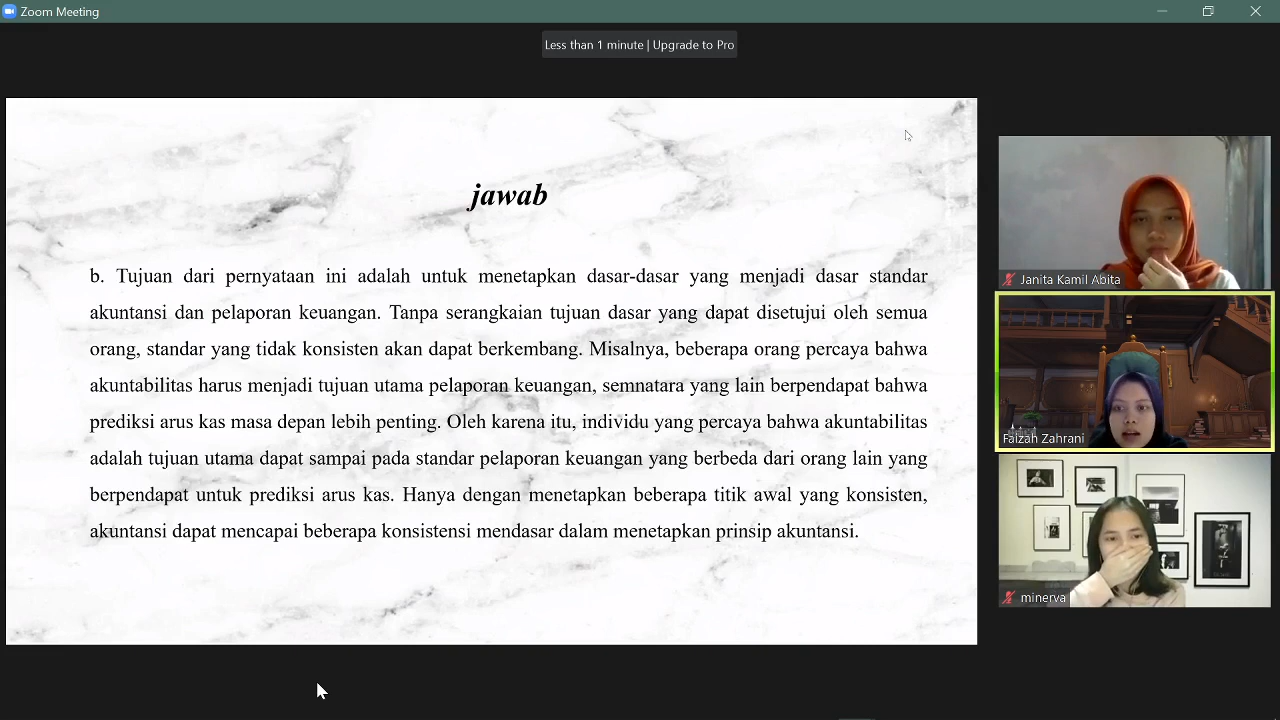 Zoom Meeting
Less than 1 minute | Upgrade to Pro
jawab
b. Tujuan dari pernyataan ini adalah untuk menetapkan dasar-dasar yang menjadi dasar standar
akuntansi dan pelaporan keuangan. Tanpa serangkaian tujuan dasar yang dapat disetujui oleh semua
orang, standar yang tidak konsisten akan dapat berkembang. Misalnya, beberapa orang percaya bahwa
akuntabilitas harus menjadi tujuan utama pelaporan keuangan, semnatara yang lain berpendapat bahwa
prediksi arus kas masa depan lebih penting. Oleh karena itu, individu yang percaya bahwa akuntabilitas
adalah tujuan utama dapat sampai pada standar pelaporan keuangan yang berbeda dari orang lain yang
berpendapat untuk prediksi arus kas. Hanya dengan menetapkan beberapa titik awal yang konsisten,
akuntansi dapat mencapai beberapa konsistensi mendasar dalam menetapkan prinsip akuntansi.
Janita Kamil Abita
Faizah Zahrani
minerva